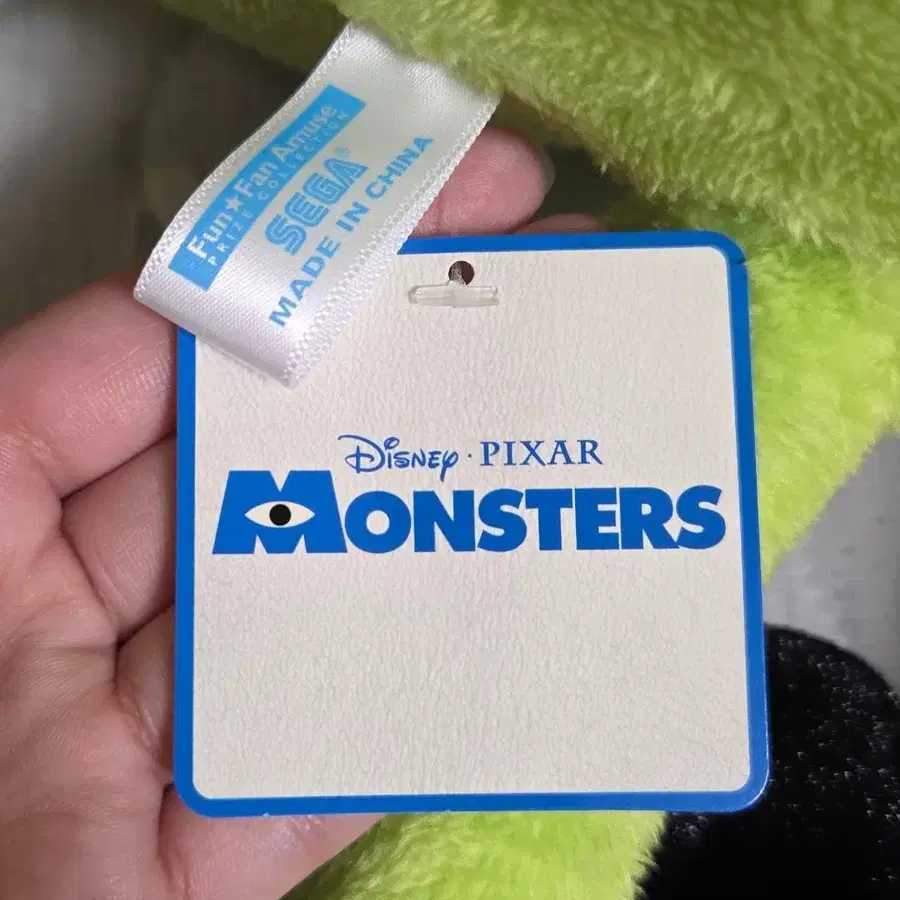 Fun★Fan Amuse
PRIZE COLLECTION
SEGA®
MADE IN CHINA
Disney · PIXAR
MONSTERS